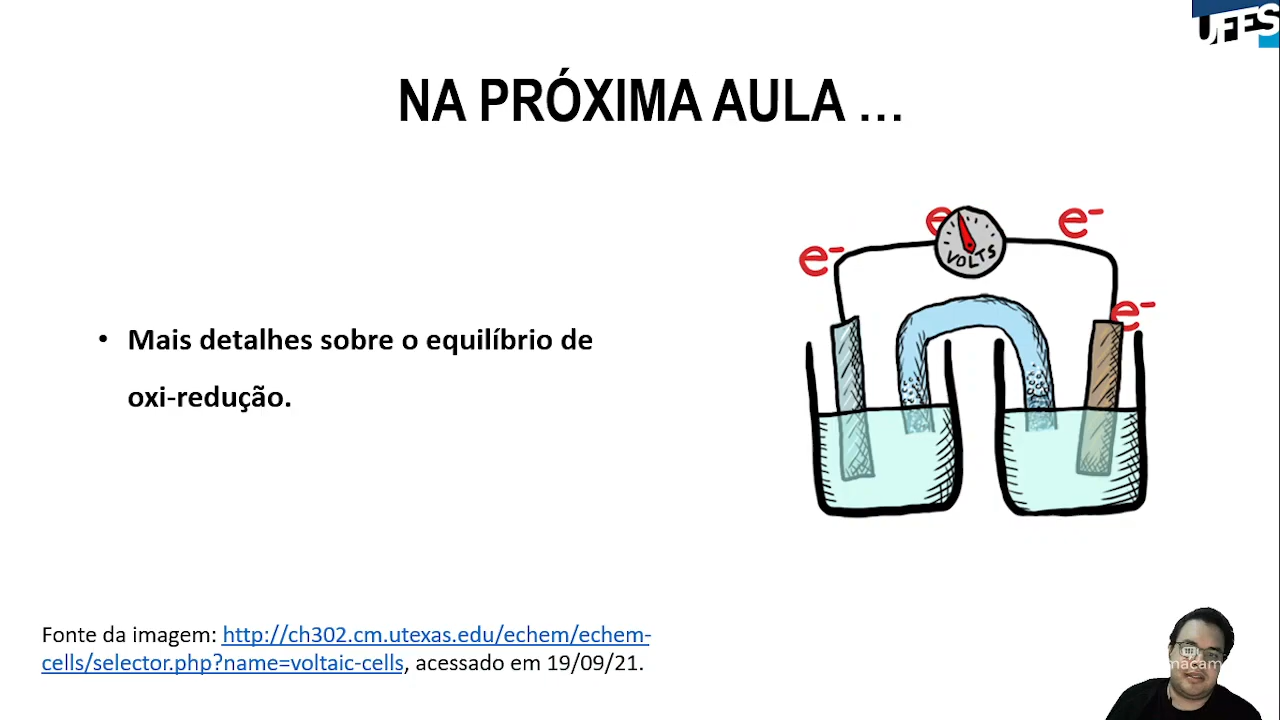 UFES
NA PRÓXIMA AULA ...
e-
e-
e
VOLTS
e-
• Mais detalhes sobre o equilíbrio de
oxi-redução.
Fonte da imagem: http://ch302.cm.utexas.edu/echem/echem-
cells/selector.php?name=voltaic-cells, acessado em 19/09/21.